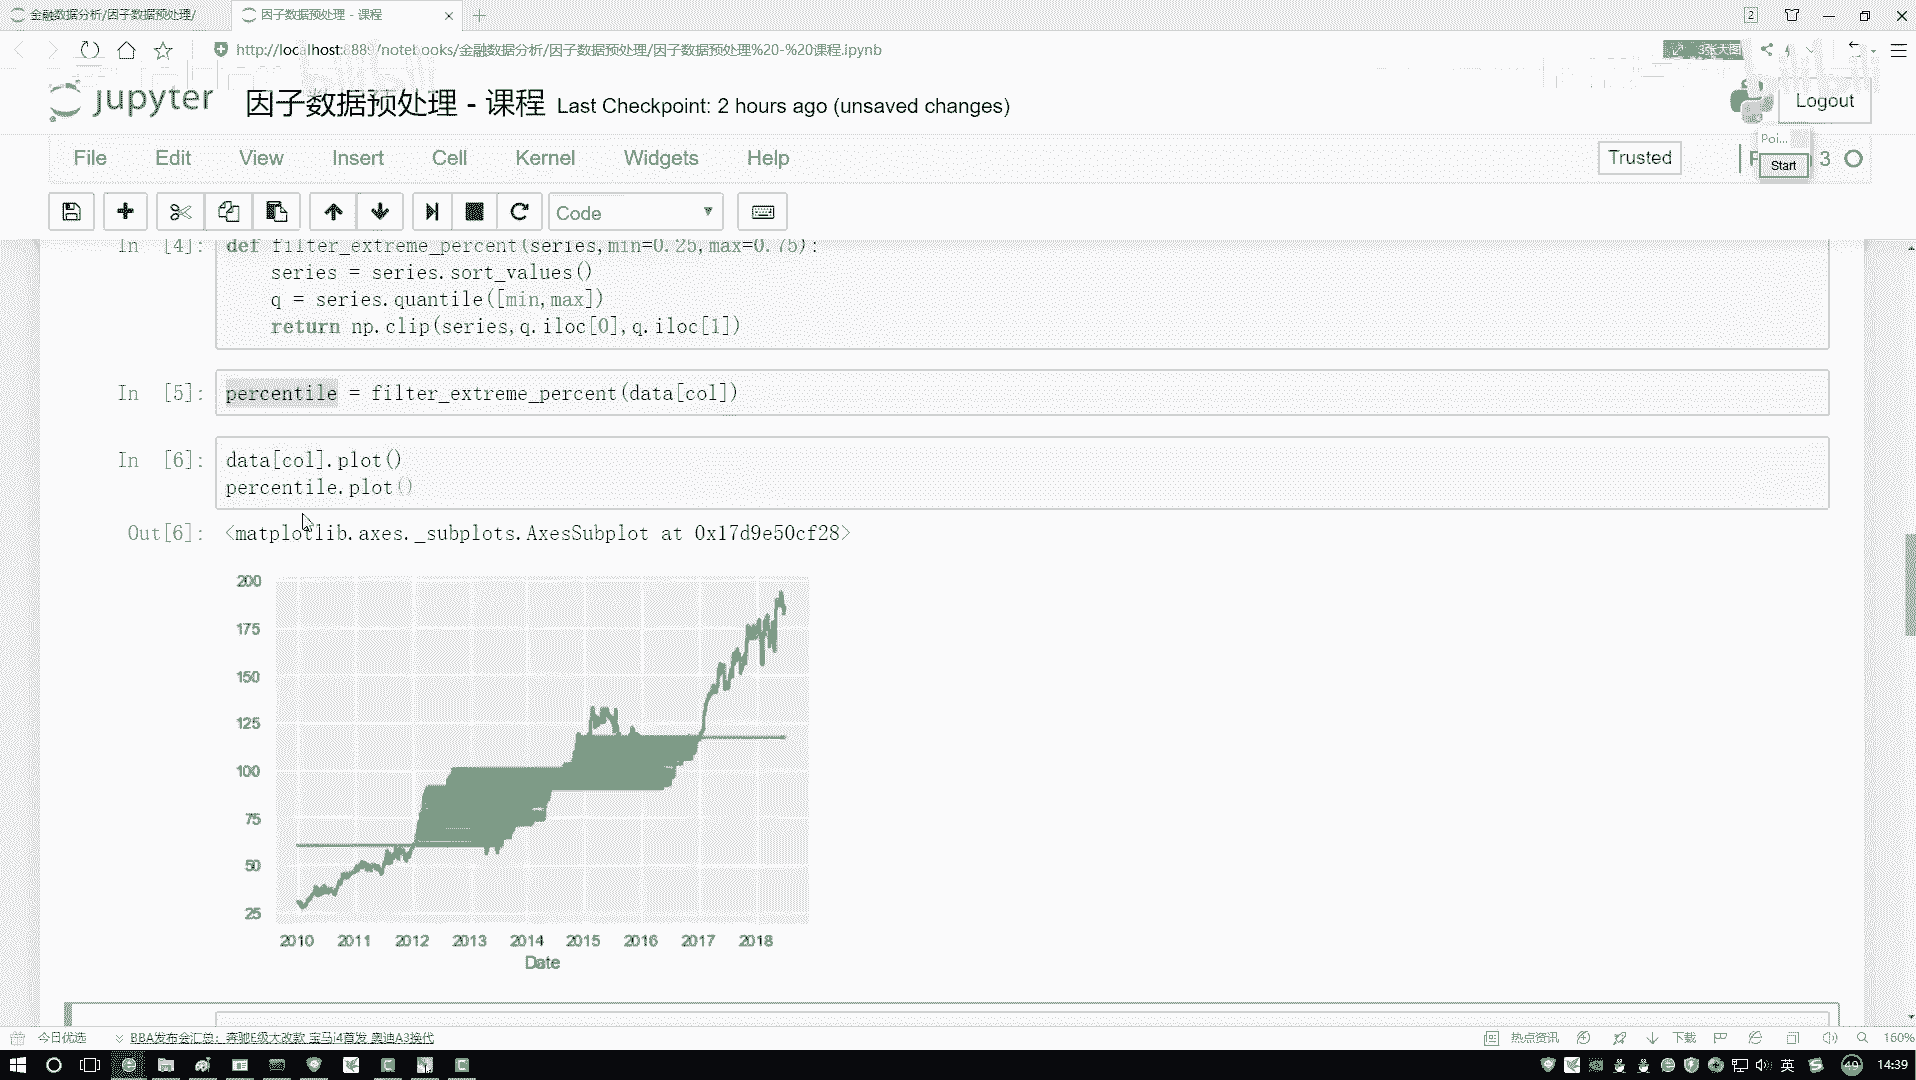 金融数据分析/因子数据预处理/
因子数据预处理 - 课程
2
http://localhost:8889/notebooks/金融数据分析/因子数据预处理/因子数据预处理%20-%20课程.ipynb
3张大图
jupyter
因子数据预处理 - 课程 Last Checkpoint: 2 hours ago (unsaved changes)
Logout
File Edit View Insert Cell Kernel Widgets Help
Trusted
3
Poi...
Start
Code
In [4]: def filter_extreme_percent(series,min=0.25,max=0.75):
series = series.sort_values()
q = series.quantile([min,max])
return np.clip(series,q.iloc[0],q.iloc[1])
In [5]: percentile = filter_extreme_percent(data[col])
In [6]: data[col].plot()
percentile.plot()
Out[6]: <matplotlib.axes._subplots.AxesSubplot at 0x17d9e50cf28>
200
175
150
125
100
75
50
25
2010 2011 2012 2013 2014 2015 2016 2017 2018
Date
今日优选
BBA发布会汇总：奔驰E级大改款 宝马i4首发 奥迪A3换代
热点资讯
下载
160%
英
49
14:39